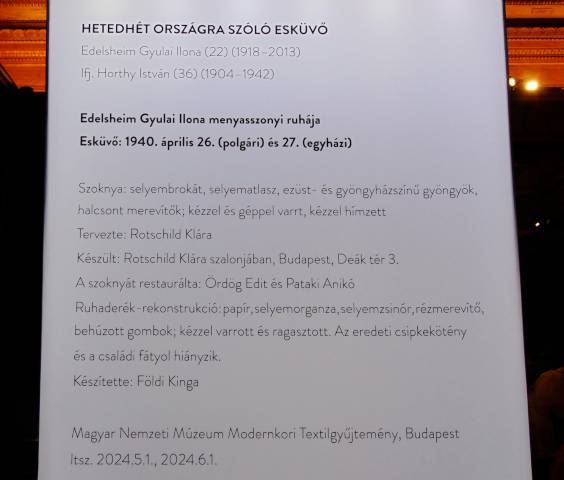 HETEDHÉT ORSZÁGRA SZÓLÓ ESKÜVŐ
Edelsheim Gyulai Ilona (22) (1918–2013)
Ifj. Horthy István (36) (1904–1942)
Edelsheim Gyulai Ilona menyasszonyi ruhája
Esküvő: 1940. április 26. (polgári) és 27. (egyházi)
Szoknya: selyembrokát, selyematlasz, ezüst- és gyöngyházszínű gyöngyök,
halcsont merevítők; kézzel és géppel varrt, kézzel hímzett
Tervezte: Rotschild Klára
Készült: Rotschild Klára szalonjában, Budapest, Deák tér 3.
A szoknyát restaurálta: Ördög Edit és Pataki Anikó
Ruhaderék-rekonstrukció: papír, selyemorganza, selyemzsinór, rézmerevítő,
behúzott gombok; kézzel varrott és ragasztott. Az eredeti csipkekötény
és a családi fátyol hiányzik.
Készítette: Földi Kinga
Magyar Nemzeti Múzeum Modernkori Textilgyűjtemény, Budapest
ltsz. 2024.5.1., 2024.6.1.